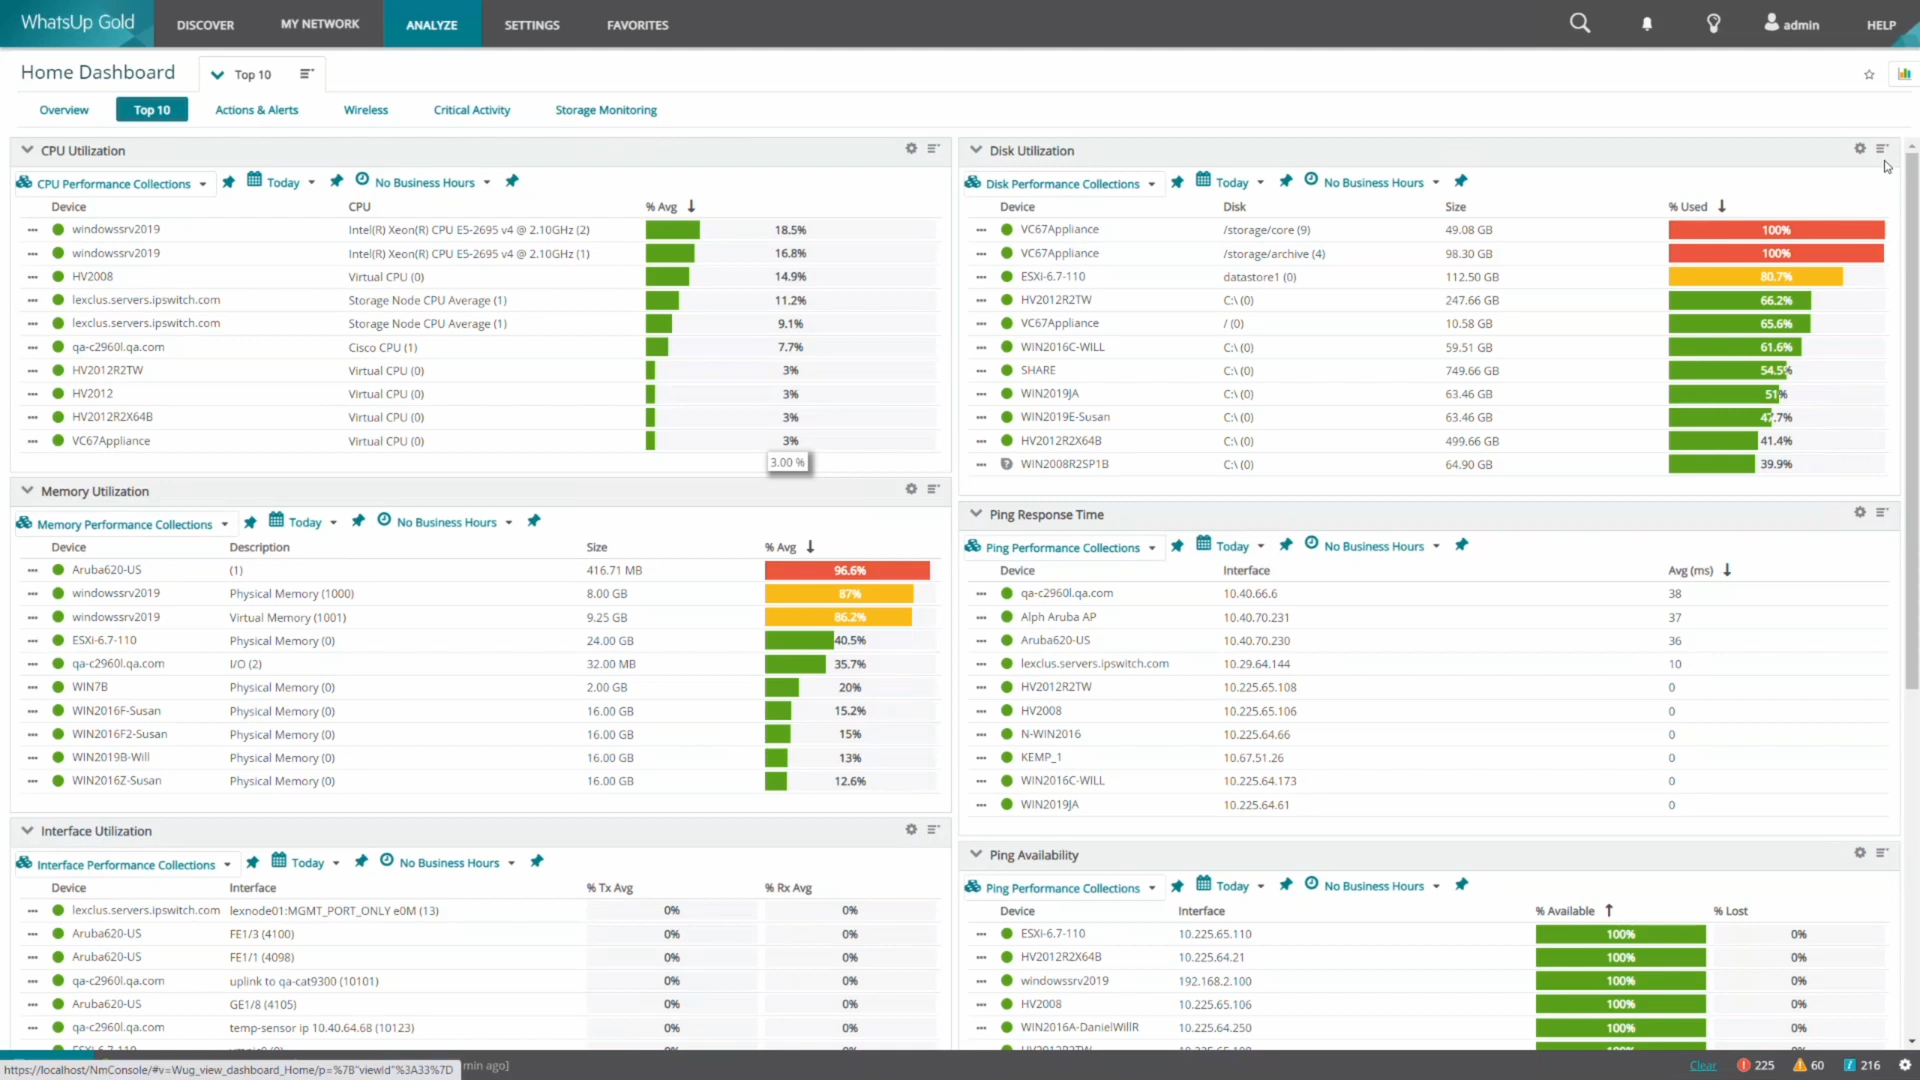 WhatsUp Gold
DISCOVER MY NETWORK ANALYZE SETTINGS FAVORITES admin HELP
Home Dashboard Top 10
Overview Top 10 Actions & Alerts Wireless Critical Activity Storage Monitoring
CPU Utilization
CPU Performance Collections Today No Business Hours
Device CPU % Avg
windowssrv2019 Intel(R) Xeon(R) CPU E5-2695 v4 @ 2.10GHz (2) 18.5%
windowssrv2019 Intel(R) Xeon(R) CPU E5-2695 v4 @ 2.10GHz (1) 16.8%
HV2008 Virtual CPU (0) 14.9%
lexclus.servers.ipswitch.com Storage Node CPU Average (1) 11.2%
lexclus.servers.ipswitch.com Storage Node CPU Average (1) 9.1%
qa-c2960l.qa.com Cisco CPU (1) 7.7%
HV2012R2TW Virtual CPU (0) 3%
HV2012 Virtual CPU (0) 3%
HV2012R2X64B Virtual CPU (0) 3%
VC67Appliance Virtual CPU (0) 3%
3.00 %
Memory Utilization
Memory Performance Collections Today No Business Hours
Device Description Size % Avg
Aruba620-US (1) 416.71 MB 96.6%
windowssrv2019 Physical Memory (1000) 8.00 GB 87%
windowssrv2019 Virtual Memory (1001) 9.25 GB 86.2%
ESXi-6.7-110 Physical Memory (0) 24.00 GB 40.5%
qa-c2960l.qa.com I/O (2) 32.00 MB 35.7%
WIN7B Physical Memory (0) 2.00 GB 20%
WIN2016F-Susan Physical Memory (0) 16.00 GB 15.2%
WIN2016F2-Susan Physical Memory (0) 16.00 GB 15%
WIN2019B-Will Physical Memory (0) 16.00 GB 13%
WIN2016Z-Susan Physical Memory (0) 16.00 GB 12.6%
Interface Utilization
Interface Performance Collections Today No Business Hours
Device Interface % Tx Avg % Rx Avg
lexclus.servers.ipswitch.com lexnode01:MGMT_PORT_ONLY e0M (13) 0% 0%
Aruba620-US FE1/3 (4100) 0% 0%
Aruba620-US FE1/1 (4098) 0% 0%
qa-c2960l.qa.com uplink to qa-cat9300 (10101) 0% 0%
Aruba620-US GE1/8 (4105) 0% 0%
qa-c2960l.qa.com temp-sensor ip 10.40.64.68 (10123) 0% 0%
ESXi-6.7-110 0% 0%
Disk Utilization
Disk Performance Collections Today No Business Hours
Device Disk Size % Used
VC67Appliance /storage/core (9) 49.08 GB 100%
VC67Appliance /storage/archive (4) 98.30 GB 100%
ESXi-6.7-110 datastore1 (0) 112.50 GB 80.7%
HV2012R2TW C:\ (0) 247.66 GB 66.2%
VC67Appliance / (0) 10.58 GB 65.6%
WIN2016C-WILL C:\ (0) 59.51 GB 61.6%
SHARE C:\ (0) 749.66 GB 54.5%
WIN2019JA C:\ (0) 63.46 GB 51%
WIN2019E-Susan C:\ (0) 63.46 GB 47.7%
HV2012R2X64B C:\ (0) 499.66 GB 41.4%
WIN2008R2SP1B C:\ (0) 64.90 GB 39.9%
Ping Response Time
Ping Performance Collections Today No Business Hours
Device Interface Avg (ms)
qa-c2960l.qa.com 10.40.66.6 38
Alph Aruba AP 10.40.70.231 37
Aruba620-US 10.40.70.230 36
lexclus.servers.ipswitch.com 10.29.64.144 10
HV2012R2TW 10.225.65.108 0
HV2008 10.225.65.106 0
N-WIN2016 10.225.64.66 0
KEMP_1 10.67.51.26 0
WIN2016C-WILL 10.225.64.173 0
WIN2019JA 10.225.64.61 0
Ping Availability
Ping Performance Collections Today No Business Hours
Device Interface % Available % Lost
ESXi-6.7-110 10.225.65.110 100% 0%
HV2012R2X64B 10.225.64.21 100% 0%
windowssrv2019 192.168.2.100 100% 0%
HV2008 10.225.65.106 100% 0%
WIN2016A-DanielWillR 10.225.64.250 100% 0%
HV2012R2TW 10.225.65.108 100% 0%
https://localhost/NmConsole/#v=Wug_view_dashboard_Home/p=%7B"viewId"%3A33%7D min ago]
Clear 225 60 216